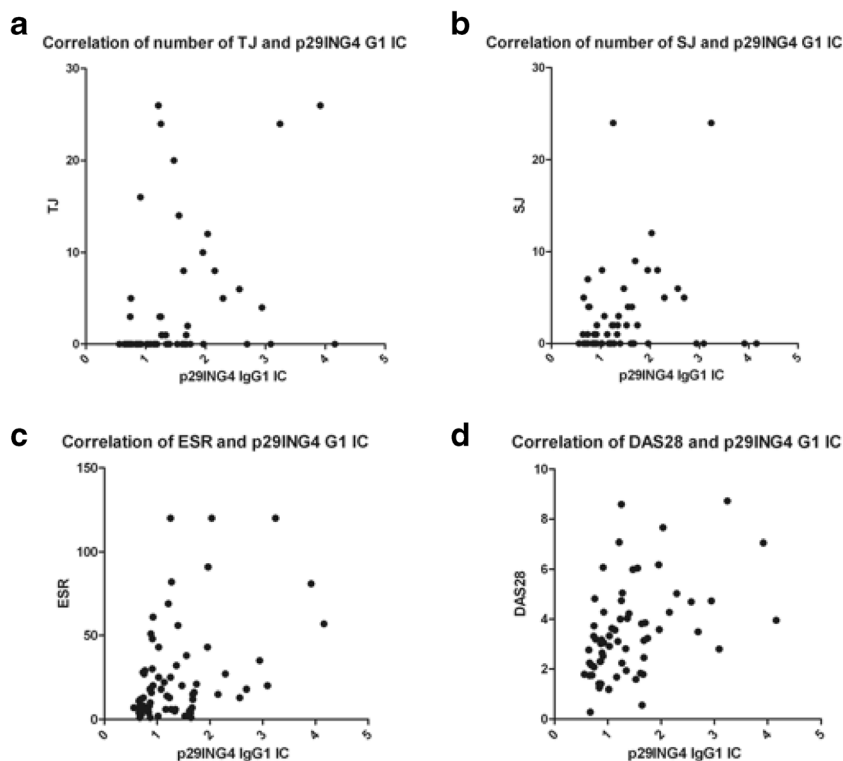 a
Correlation of number of TJ and p29ING4 G1 IC
30
20
10
0
TJ
0 1 2 3 4 5
p29ING4 IgG1 IC
b
Correlation of number of SJ and p29ING4 G1 IC
30
20
10
0
SJ
0 1 2 3 4 5
p29ING4 IgG1 IC
c
Correlation of ESR and p29ING4 G1 IC
150
100
50
0
ESR
0 1 2 3 4 5
p29ING4 IgG1 IC
d
Correlation of DAS28 and p29ING4 G1 IC
10
8
6
4
2
0
DAS28
0 1 2 3 4 5
p29ING4 IgG1 IC